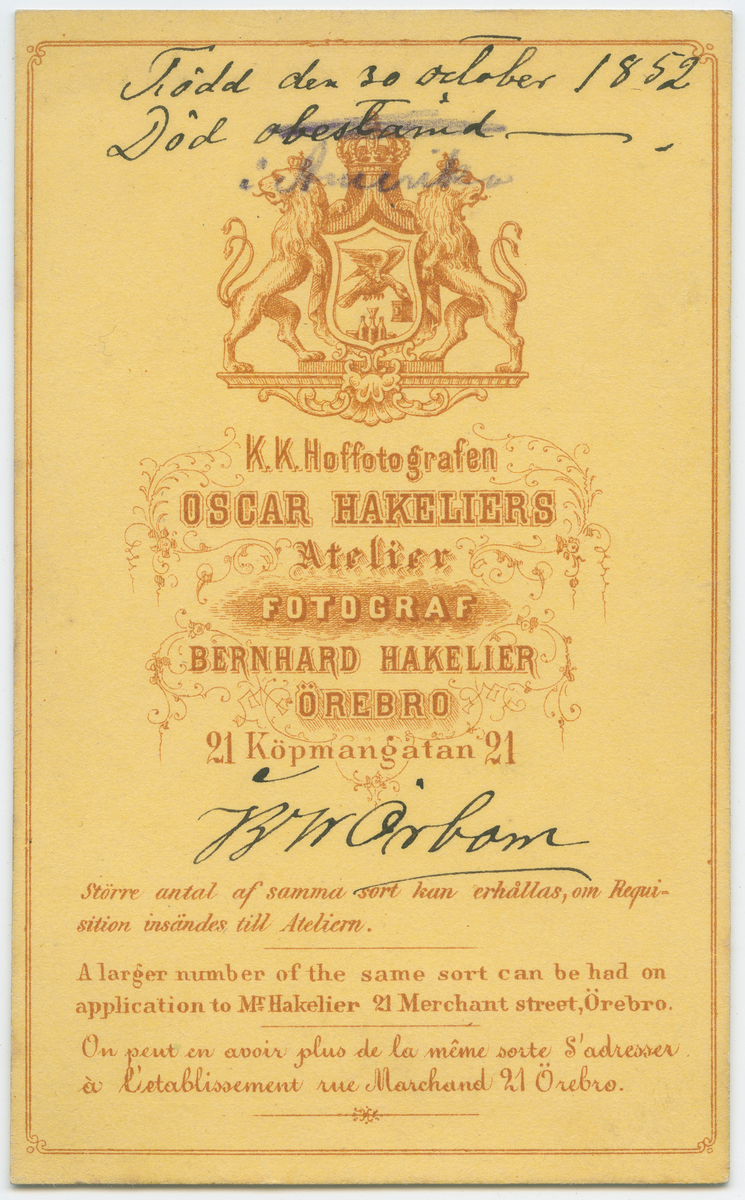 Född den 30 october 1852
Död obestämd
i Amerika
K.K. Hoffotografen
OSCAR HAKELIERS
Atelier
FOTOGRAF
BERNHARD HAKELIER
ÖREBRO
21 Köpmangatan 21
Örbom
Större antal af samma sort kan erhållas, om Requi-
sition insändes till Ateliern.
A larger number of the same sort can be had on
application to Mr. Hakelier 21 Merchant street, Örebro.
On peut en avoir plus de la même sorte S'adresser
à l'etablissement rue Marchand 21 Örebro.